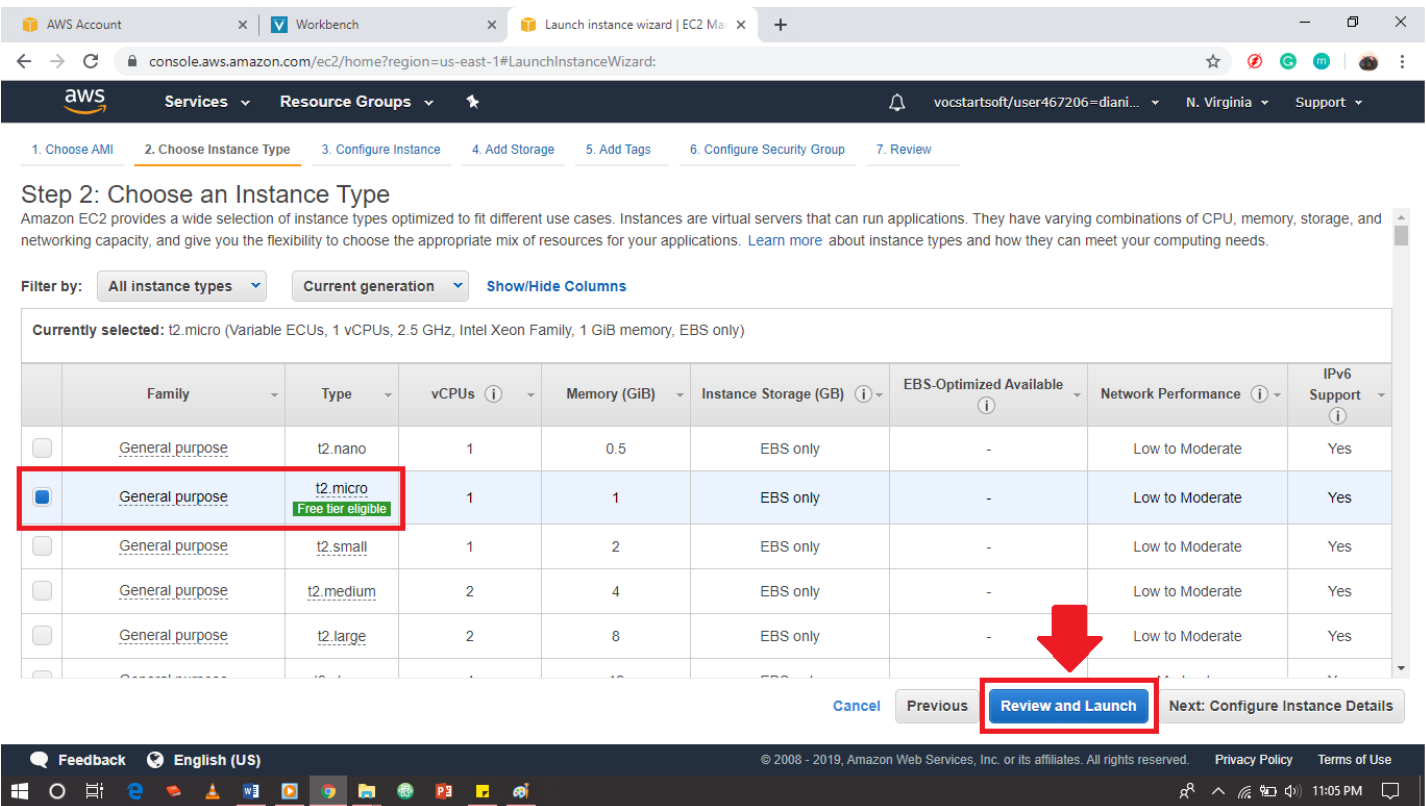 AWS Account
Workbench
Launch instance wizard | EC2 Mar
console.aws.amazon.com/ec2/home?region=us-east-1#LaunchInstanceWizard:
aws Services Resource Groups vocstartsoft/user467206=diani... N. Virginia Support
1. Choose AMI 2. Choose Instance Type 3. Configure Instance 4. Add Storage 5. Add Tags 6. Configure Security Group 7. Review
Step 2: Choose an Instance Type
Amazon EC2 provides a wide selection of instance types optimized to fit different use cases. Instances are virtual servers that can run applications. They have varying combinations of CPU, memory, storage, and
networking capacity, and give you the flexibility to choose the appropriate mix of resources for your applications. Learn more about instance types and how they can meet your computing needs.
Filter by: All instance types Current generation Show/Hide Columns
Currently selected: t2.micro (Variable ECUs, 1 vCPUs, 2.5 GHz, Intel Xeon Family, 1 GiB memory, EBS only)
Family Type vCPUs Memory (GiB) Instance Storage (GB) EBS-Optimized Available Network Performance IPv6 Support
General purpose t2.nano 1 0.5 EBS only - Low to Moderate Yes
General purpose t2.micro Free tier eligible 1 1 EBS only - Low to Moderate Yes
General purpose t2.small 1 2 EBS only - Low to Moderate Yes
General purpose t2.medium 2 4 EBS only - Low to Moderate Yes
General purpose t2.large 2 8 EBS only - Low to Moderate Yes
Cancel Previous Review and Launch Next: Configure Instance Details
Feedback English (US) © 2008 - 2019, Amazon Web Services, Inc. or its affiliates. All rights reserved. Privacy Policy Terms of Use
11:05 PM